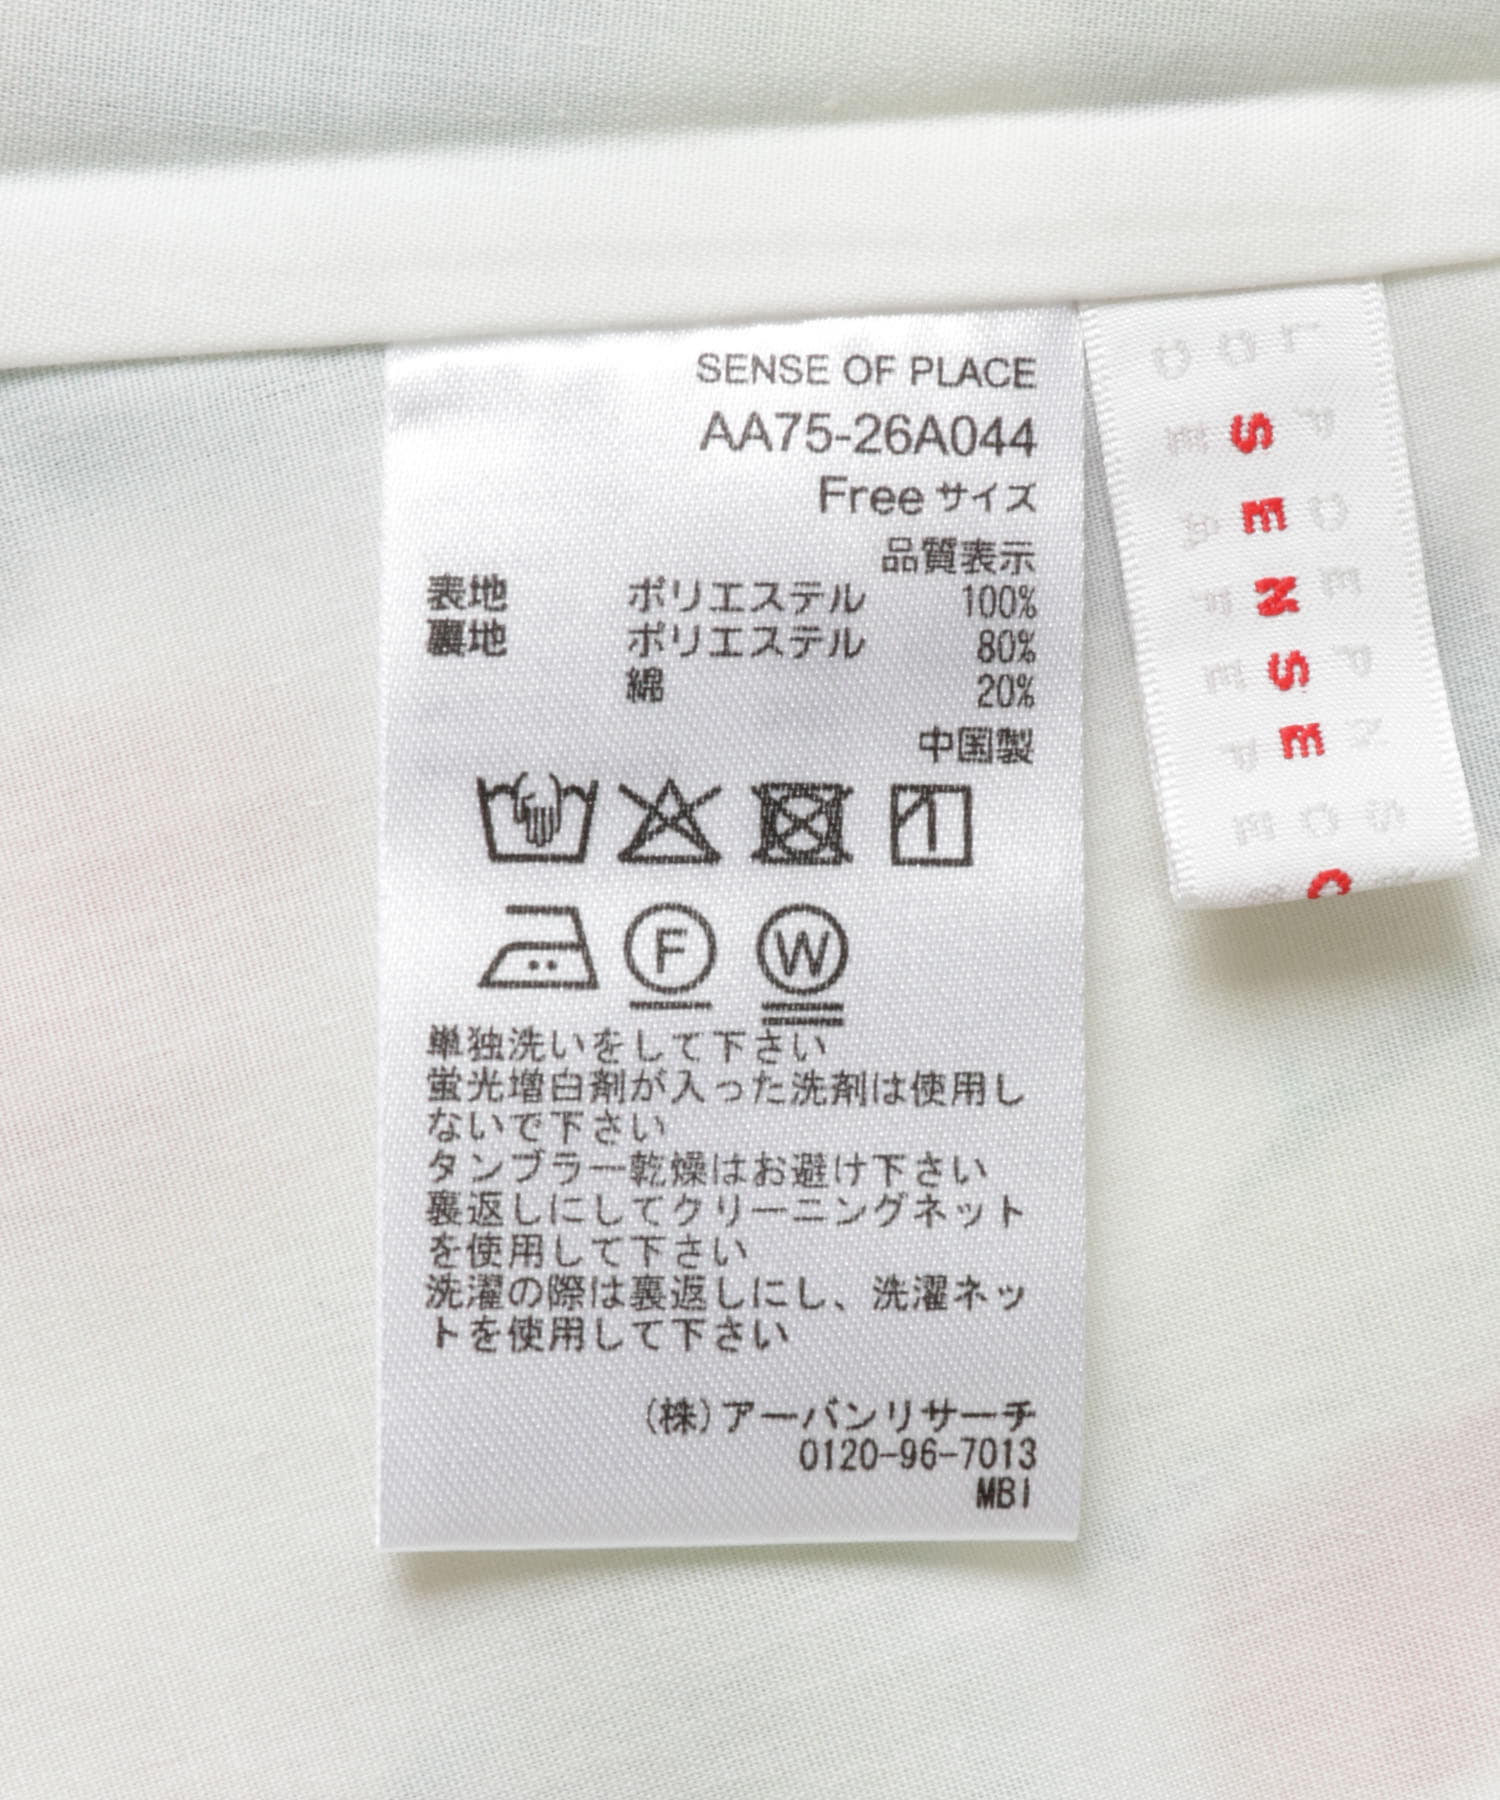 SENSE OF PLACE
AA75-26A044
Freeサイズ
品質表示
表地 ポリエステル 100%
裏地 ポリエステル 80%
綿 20%
中国製
F W
単独洗いをして下さい
蛍光増白剤が入った洗剤は使用し
ないで下さい
タンブラー乾燥はお避け下さい
裏返しにしてクリーニングネット
を使用して下さい
洗濯の際は裏返しにし、洗濯ネッ
トを使用して下さい
(株)アーバンリサーチ
0120-96-7013
MBI
SENSE